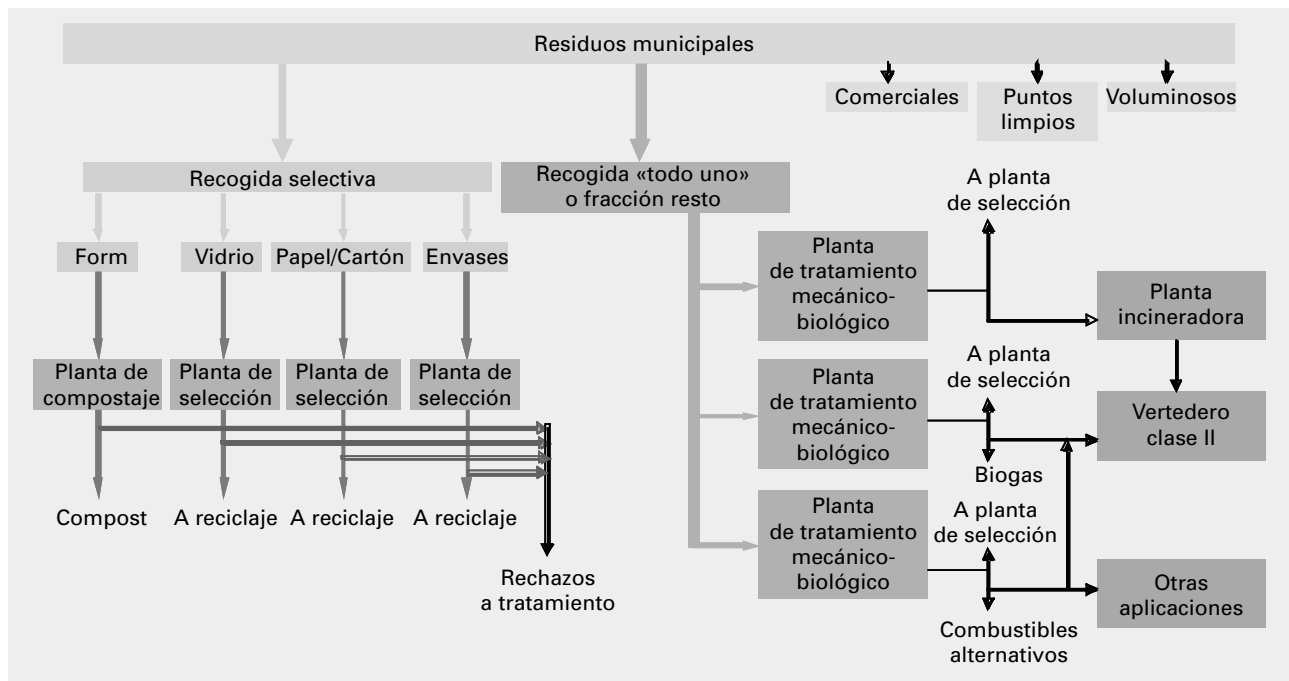 Residuos municipales
Comerciales
Puntos
limpios
Voluminosos
Recogida selectiva
Recogida «todo uno»
o fracción resto
Form
Vidrio
Papel/Cartón
Envases
Planta de
compostaje
Planta de
selección
Planta de
selección
Planta de
selección
Compost
A reciclaje
A reciclaje
A reciclaje
Rechazos
a tratamiento
Planta
de tratamiento
mecánico-
biológico
A planta
de selección
Planta
incineradora
Planta
de tratamiento
mecánico-
biológico
A planta
de selección
Biogas
Vertedero
clase II
Planta
de tratamiento
mecánico-
biológico
A planta
de selección
Combustibles
alternativos
Otras
aplicaciones